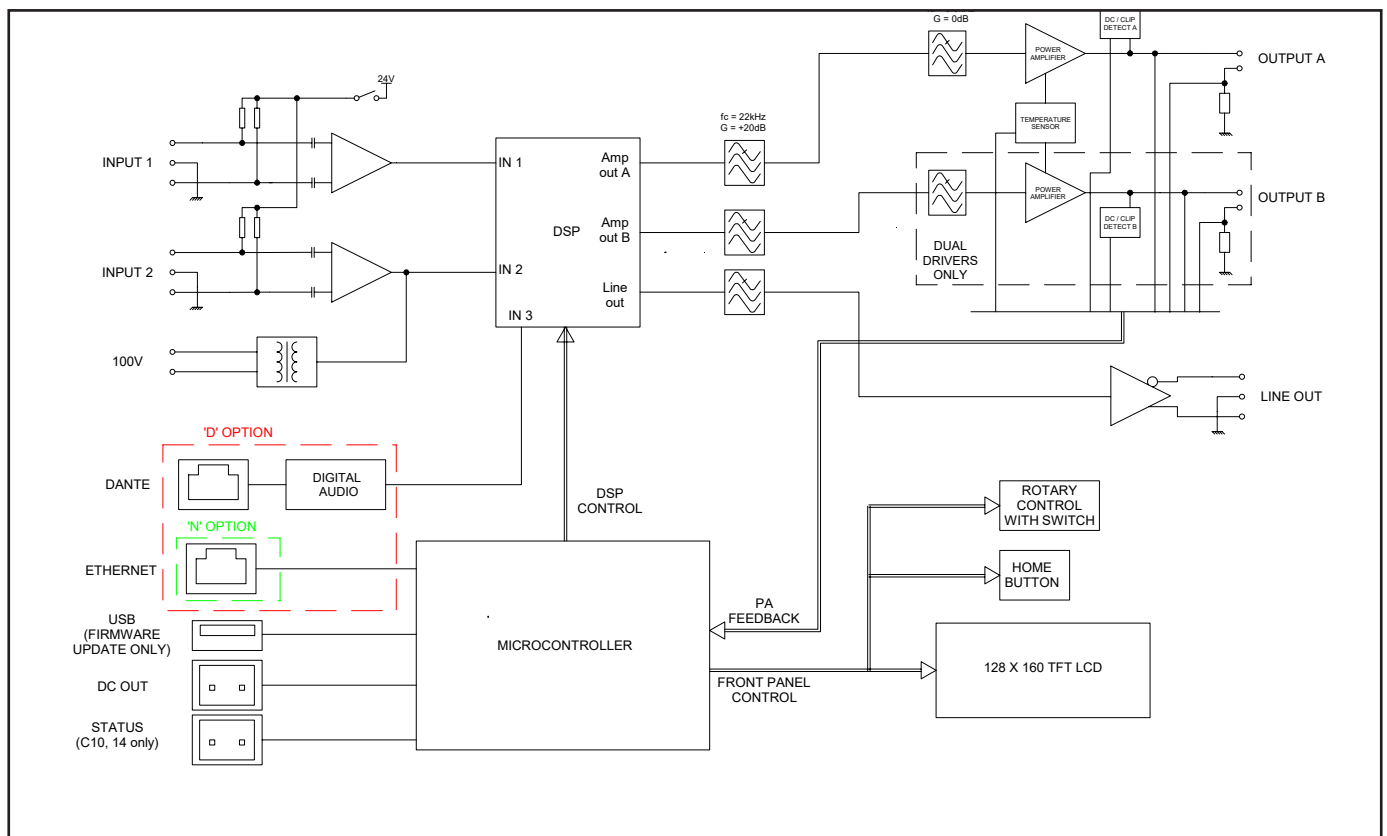 G = 0dB
DC / CLIP
DETECT A
POWER
AMPLIFIER
OUTPUT A
24V
fc = 22kHz
G = +20dB
TEMPERATURE
SENSOR
INPUT 1
IN 1
Amp
out A
POWER
AMPLIFIER
OUTPUT B
DC / CLIP
DETECT B
DSP
Amp
out B
DUAL
DRIVERS
ONLY
INPUT 2
IN 2
Line
out
IN 3
100V
LINE OUT
'D' OPTION
DANTE
DIGITAL
AUDIO
DSP
CONTROL
ROTARY
CONTROL
WITH SWITCH
'N' OPTION
ETHERNET
HOME
BUTTON
USB
(FIRMWARE
UPDATE ONLY)
PA
FEEDBACK
MICROCONTROLLER
128 X 160 TFT LCD
DC OUT
FRONT PANEL
CONTROL
STATUS
(C10, 14 only)